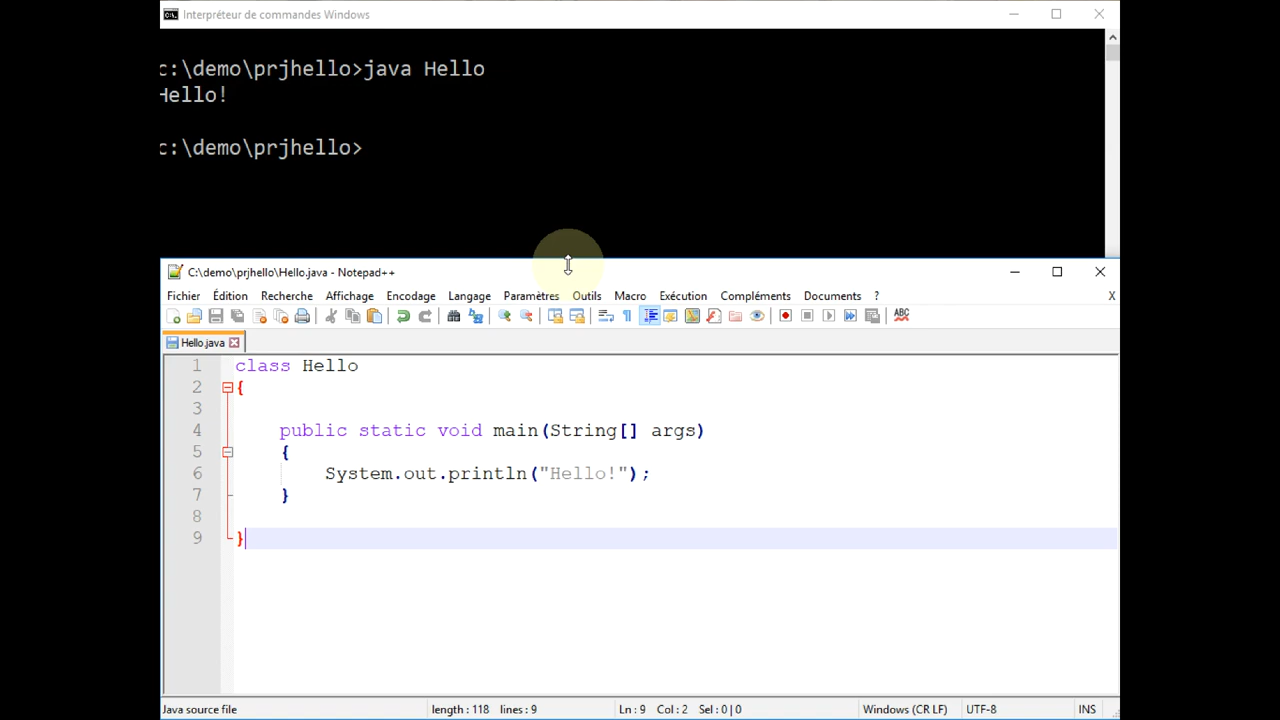 Interpréteur de commandes Windows
c:\demo\prjhello>java Hello
Hello!
c:\demo\prjhello>
C:\demo\prjhello\Hello.java - Notepad++
Fichier Édition Recherche Affichage Encodage Langage Paramètres Outils Macro Exécution Compléments Documents ? X
ABC
Hello.java
1 class Hello
2 {
3
4 public static void main(String[] args)
5 {
6 System.out.println("Hello!");
7 }
8
9 }
Java source file length : 118 lines : 9 Ln : 9 Col : 2 Sel : 0 | 0 Windows (CR LF) UTF-8 INS